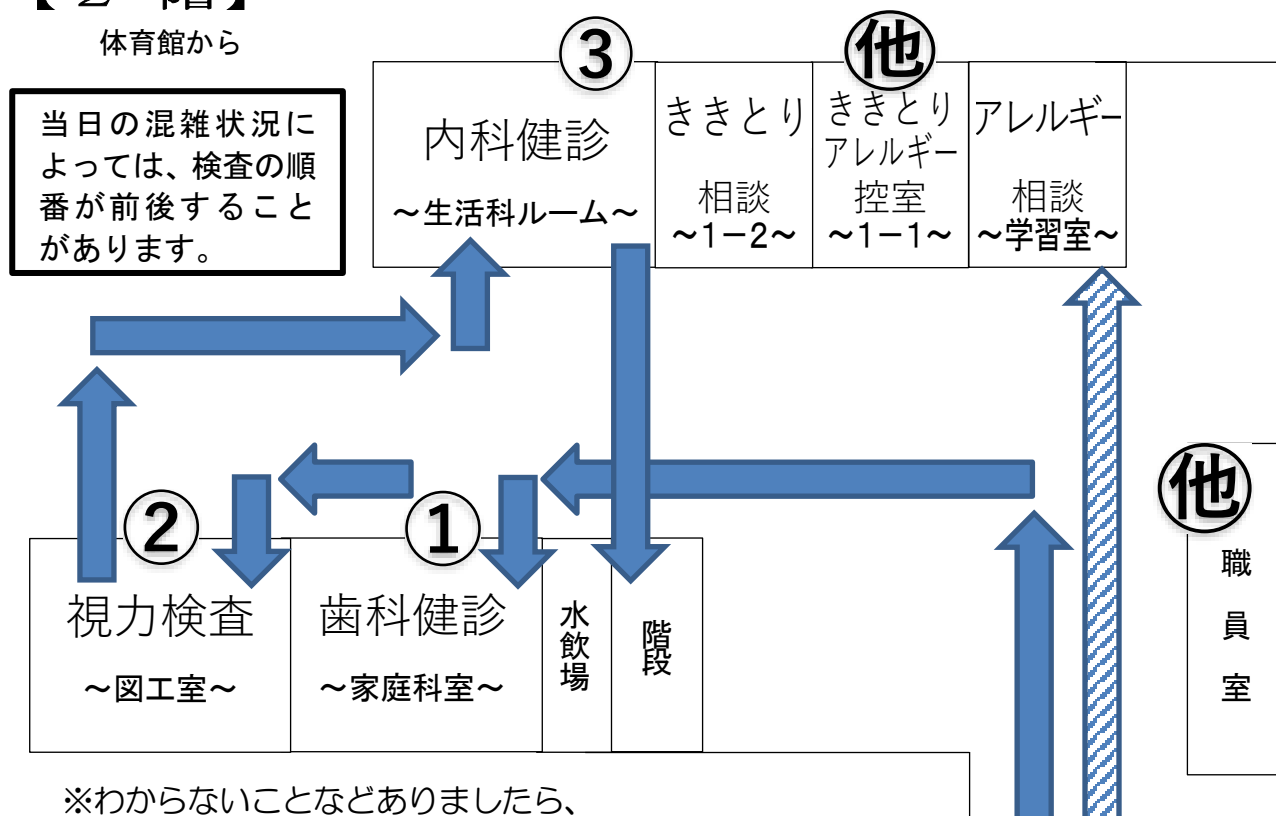 【２階】
体育館から
当日の混雑状況に
よっては、検査の順
番が前後すること
があります。
③
内科健診
～生活科ルーム～
ききとり
相談
～1－2～
他
ききとり
アレルギー
控室
～1－1～
アレルギー
相談
～学習室～
②
視力検査
～図工室～
①
歯科健診
～家庭科室～
水飲場
階段
他
職員室
※わからないことなどありましたら、